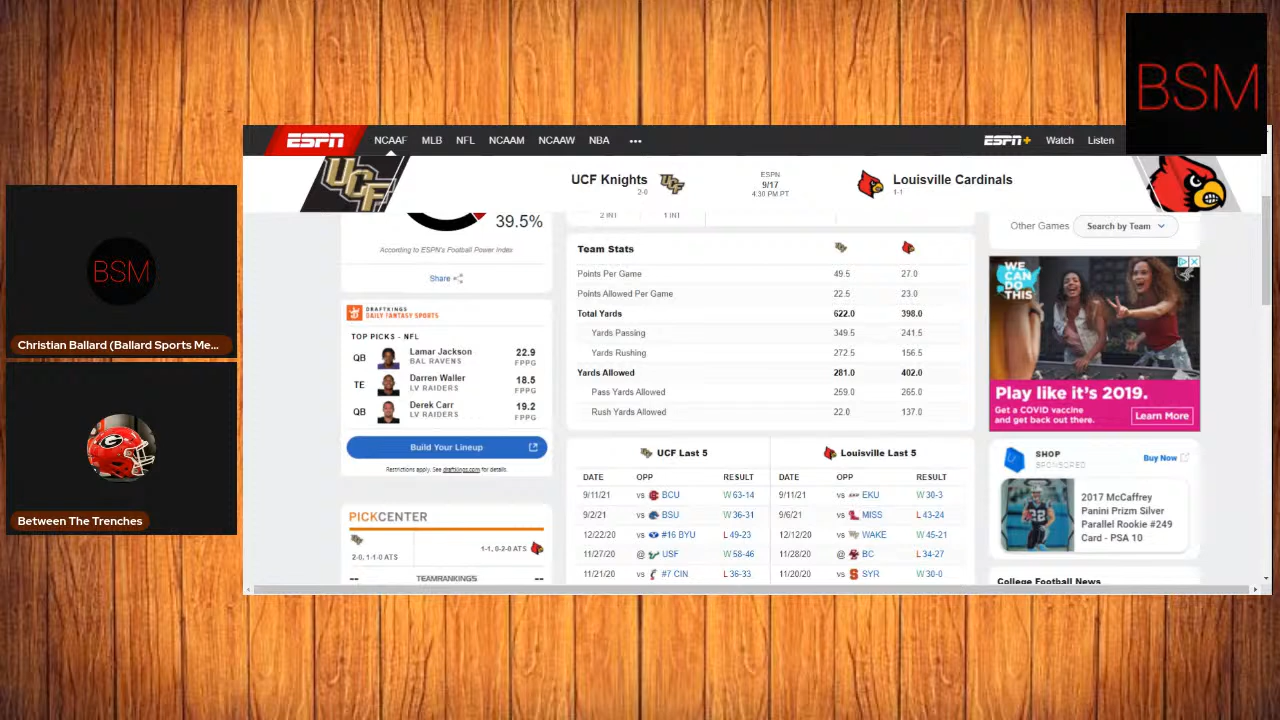 BSM
BSM
Christian Ballard (Ballard Sports Me...
Between The Trenches
ESPN NCAAF MLB NFL NCAAM NCAAW NBA ••• ESPN+ Watch Listen
UCF
UCF Knights
2-0
ESPN
9/17
4:30 PM PT
Louisville Cardinals
1-1
39.5%
According to ESPN's Football Power Index
Share
DRAFTKINGS
DAILY FANTASY SPORTS
TOP PICKS - NFL
QB Lamar Jackson 22.9
BAL RAVENS FPPG
TE Darren Waller 18.5
LV RAIDERS FPPG
QB Derek Carr 19.2
LV RAIDERS FPPG
Build Your Lineup
Restrictions apply. See draftkings.com for details.
PICKCENTER
2-0, 1-1-0 ATS 1-1, 0-2-0 ATS
-- TEAMRANKINGS --
2 INT 1 INT
Team Stats
Points Per Game 49.5 27.0
Points Allowed Per Game 22.5 23.0
Total Yards 622.0 398.0
Yards Passing 349.5 241.5
Yards Rushing 272.5 156.5
Yards Allowed 281.0 402.0
Pass Yards Allowed 259.0 265.0
Rush Yards Allowed 22.0 137.0
UCF Last 5
DATE OPP RESULT
9/11/21 vs BCU W 63-14
9/2/21 vs BSU W 36-31
12/22/20 vs #16 BYU L 49-23
11/27/20 @ USF W 58-46
11/21/20 vs #7 CIN L 36-33
Louisville Last 5
DATE OPP RESULT
9/11/21 vs EKU W 30-3
9/6/21 vs MISS L 43-24
12/12/20 vs WAKE W 45-21
11/28/20 @ BC L 34-27
11/20/20 vs SYR W 30-0
Other Games Search by Team
WE
CAN
DO
THIS
Play like it's 2019.
Get a COVID vaccine
and get back out there.
Learn More
SHOP
SPONSORED
Buy Now
2017 McCaffrey
Panini Prizm Silver
Parallel Rookie #249
Card - PSA 10
College Football News